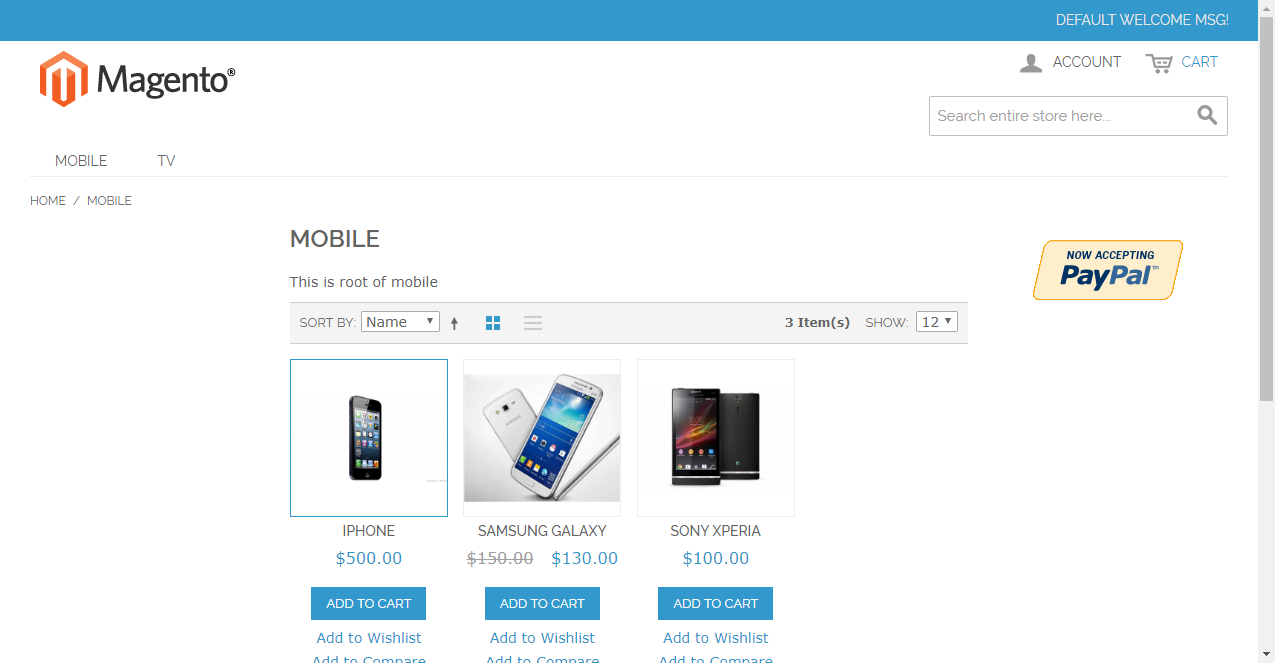 DEFAULT WELCOME MSG!
Magento®
ACCOUNT CART
Search entire store here...
MOBILE TV
HOME / MOBILE
MOBILE
NOW ACCEPTING
PayPal™
This is root of mobile
SORT BY: Name 3 Item(s) SHOW: 12
IPHONE SAMSUNG GALAXY SONY XPERIA
$500.00 $150.00 $130.00 $100.00
ADD TO CART ADD TO CART ADD TO CART
Add to Wishlist Add to Wishlist Add to Wishlist
Add to Compare Add to Compare Add to Compare